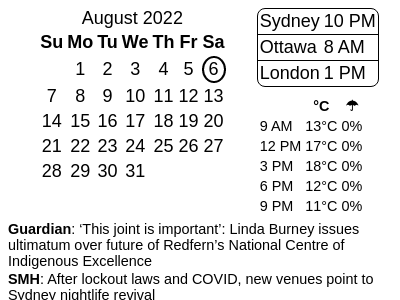 August 2022
Su Mo Tu We Th Fr Sa
1 2 3 4 5 6
7 8 9 10 11 12 13
14 15 16 17 18 19 20
21 22 23 24 25 26 27
28 29 30 31
Sydney 10 PM
Ottawa 8 AM
London 1 PM
°C ☂
9 AM 13°C 0%
12 PM 17°C 0%
3 PM 18°C 0%
6 PM 12°C 0%
9 PM 11°C 0%
Guardian: ‘This joint is important’: Linda Burney issues
ultimatum over future of Redfern’s National Centre of
Indigenous Excellence
SMH: After lockout laws and COVID, new venues point to
Sydney nightlife revival